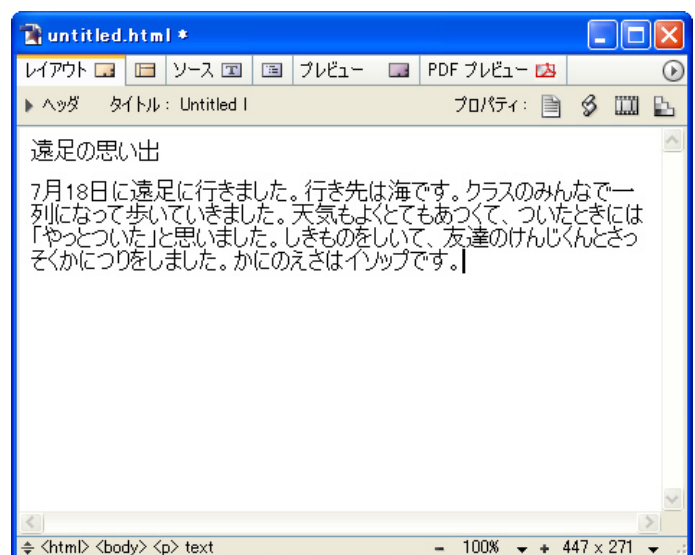 untitled.html *
レイアウト ソース プレビュー PDF プレビュー
ヘッダ タイトル : Untitled 1 プロパティ :
遠足の思い出
7月18日に遠足に行きました。行き先は海です。クラスのみんなで一
列になって歩いていきました。天気もよくとてもあつくて、ついたときには
「やっとついた」と思いました。しきものをしいて、友達のけんじくんとさっ
そくかにつりをしました。かにのえさはイソップです。
<html> <body> <p> text - 100% + 447 x 271